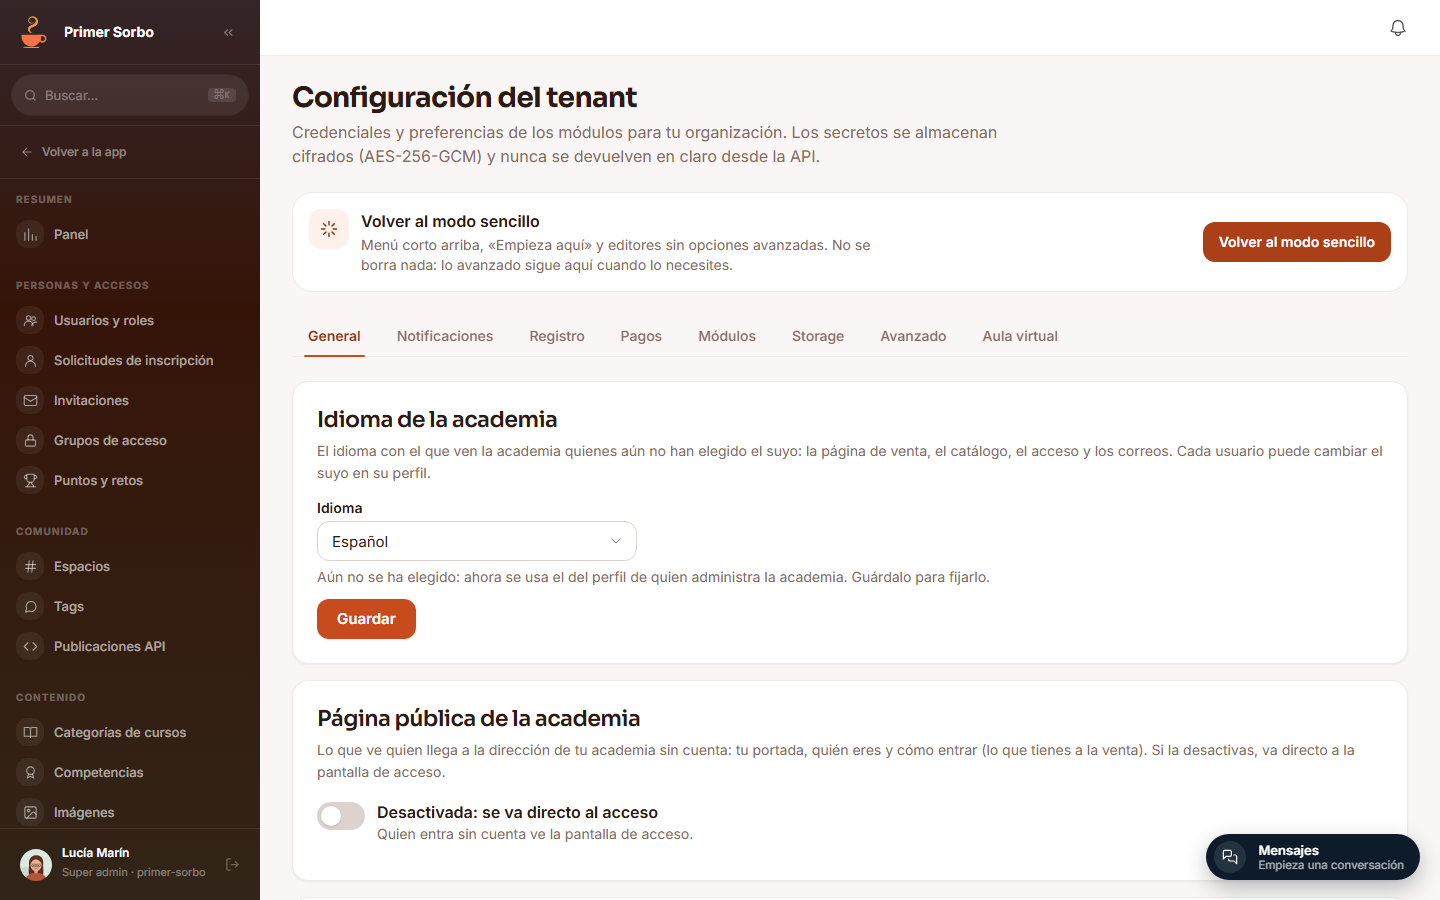 Primer Sorbo
Buscar...
⌘K
Volver a la app
RESUMEN
Panel
PERSONAS Y ACCESOS
Usuarios y roles
Solicitudes de inscripción
Invitaciones
Grupos de acceso
Puntos y retos
COMUNIDAD
Espacios
Tags
Publicaciones API
CONTENIDO
Categorías de cursos
Competencias
Imágenes
Lucía Marín
Super admin · primer-sorbo
Configuración del tenant
Credenciales y preferencias de los módulos para tu organización. Los secretos se almacenan
cifrados (AES-256-GCM) y nunca se devuelven en claro desde la API.
Volver al modo sencillo
Menú corto arriba, «Empieza aquí» y editores sin opciones avanzadas. No se
borra nada: lo avanzado sigue aquí cuando lo necesites.
Volver al modo sencillo
General Notificaciones Registro Pagos Módulos Storage Avanzado Aula virtual
Idioma de la academia
El idioma con el que ven la academia quienes aún no han elegido el suyo: la página de venta, el catálogo, el acceso y los correos. Cada usuario puede cambiar el
suyo en su perfil.
Idioma
Español
Aún no se ha elegido: ahora se usa el del perfil de quien administra la academia. Guárdalo para fijarlo.
Guardar
Página pública de la academia
Lo que ve quien llega a la dirección de tu academia sin cuenta: tu portada, quién eres y cómo entrar (lo que tienes a la venta). Si la desactivas, va directo a la
pantalla de acceso.
Desactivada: se va directo al acceso
Quien entra sin cuenta ve la pantalla de acceso.
Mensajes
Empieza una conversación